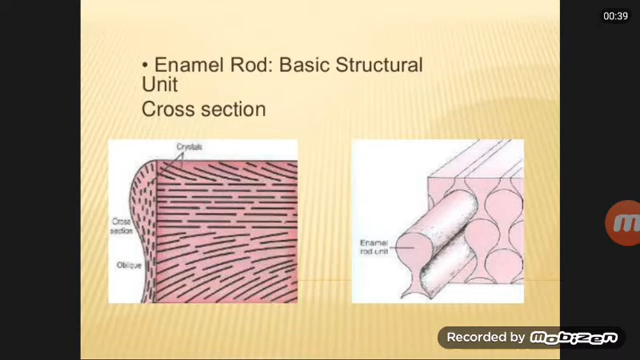 00:39
• Enamel Rod: Basic Structural
Unit
Cross section
Crystals
Cross
section
Oblique
Enamel
rod unit
Recorded by mobizen